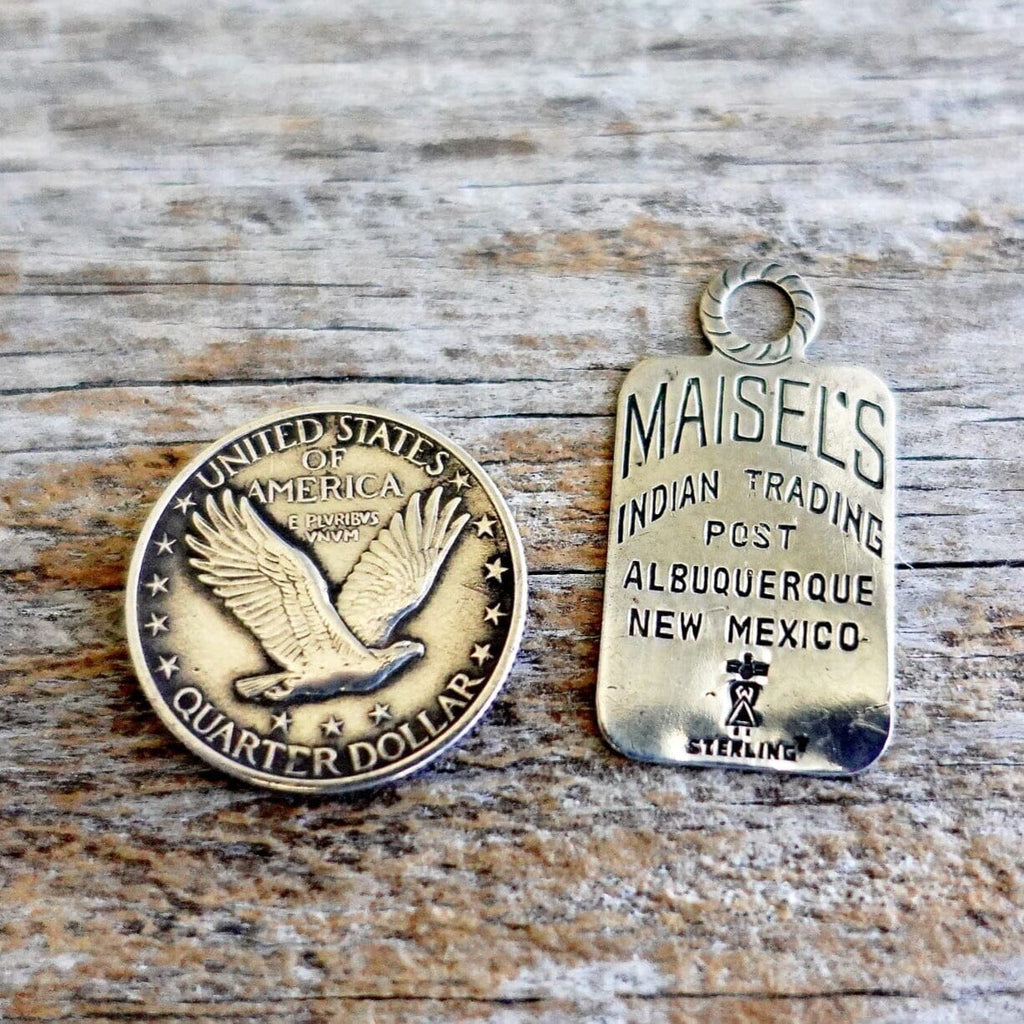 UNITED STATES
OF
AMERICA
E PLVRIBVS
VNVM
QUARTER DOLLAR
MAISEL'S
INDIAN TRADING
POST
ALBUQUERQUE
NEW MEXICO
STERLING